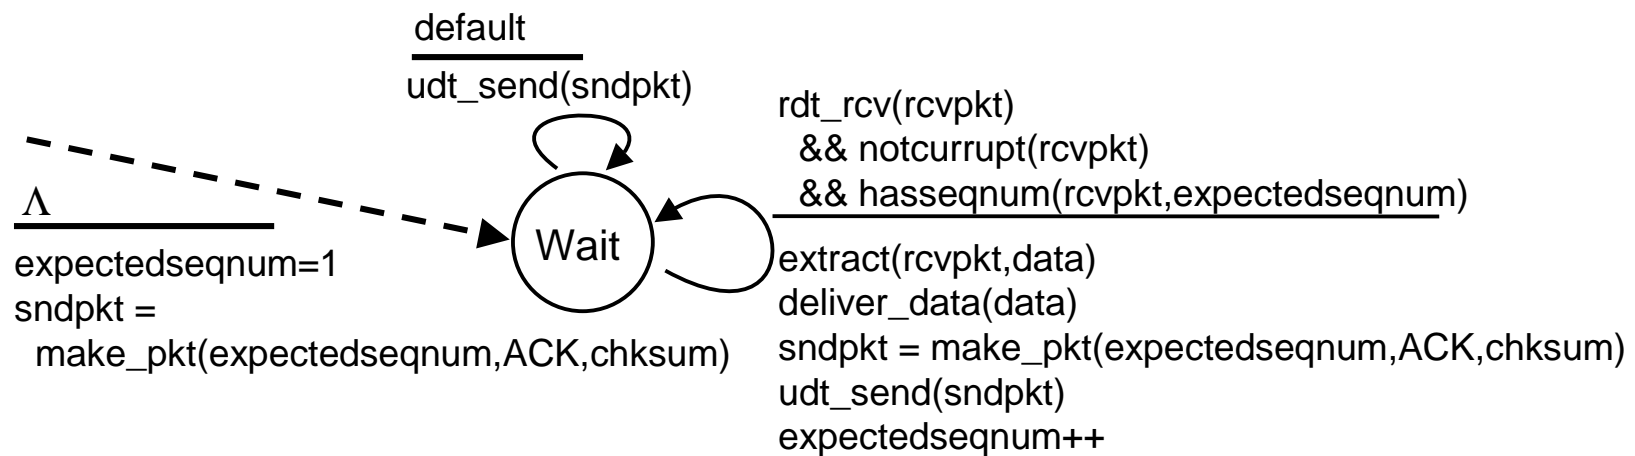 default
udt_send(sndpkt)
rdt_rcv(rcvpkt)
&& notcurrupt(rcvpkt)
&& hasseqnum(rcvpkt,expectedseqnum)
Λ
expectedseqnum=1
sndpkt =
make_pkt(expectedseqnum,ACK,chksum)
Wait
extract(rcvpkt,data)
deliver_data(data)
sndpkt = make_pkt(expectedseqnum,ACK,chksum)
udt_send(sndpkt)
expectedseqnum++